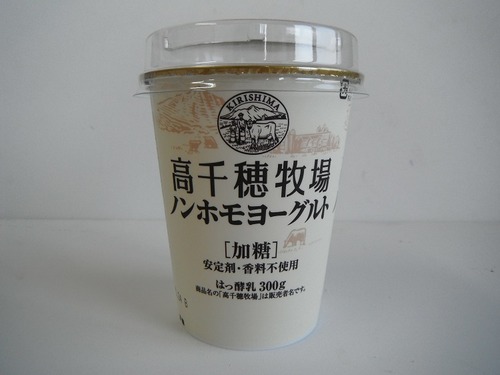 KIRISHIMA
高千穂牧場
ノンホモヨーグルト
[加糖]
安定剤・香料不使用
はっ酵乳 300g
商品名の「高千穂牧場」は販売者名です。